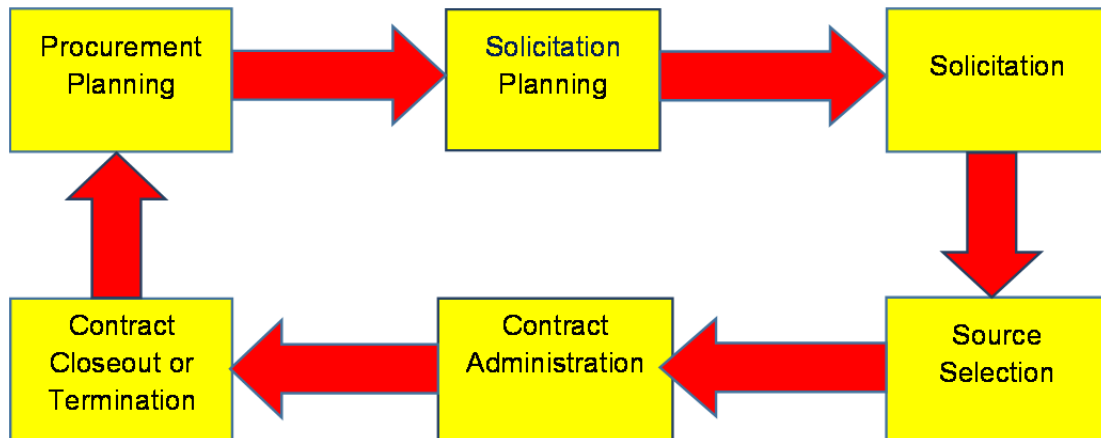 Procurement
Planning
Solicitation
Planning
Solicitation
Source
Selection
Contract
Administration
Contract
Closeout or
Termination